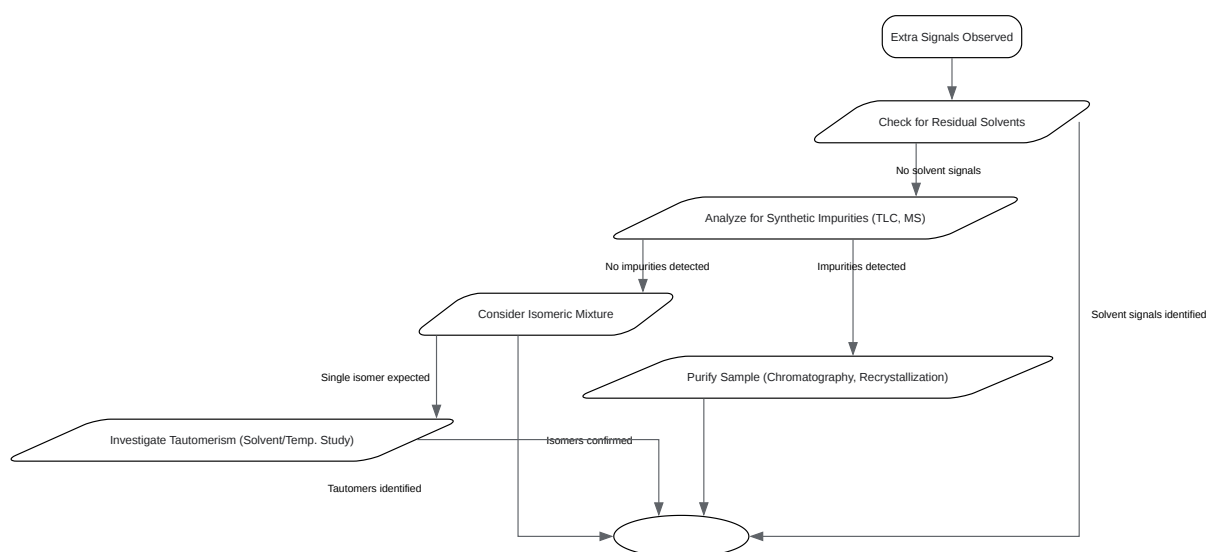 Extra Signals Observed
Check for Residual Solvents
No solvent signals
Analyze for Synthetic Impurities (TLC, MS)
No impurities detected
Impurities detected
Consider Isomeric Mixture
Solvent signals identified
Single isomer expected
Purify Sample (Chromatography, Recrystallization)
Investigate Tautomerism (Solvent/Temp. Study)
Isomers confirmed
Tautomers identified